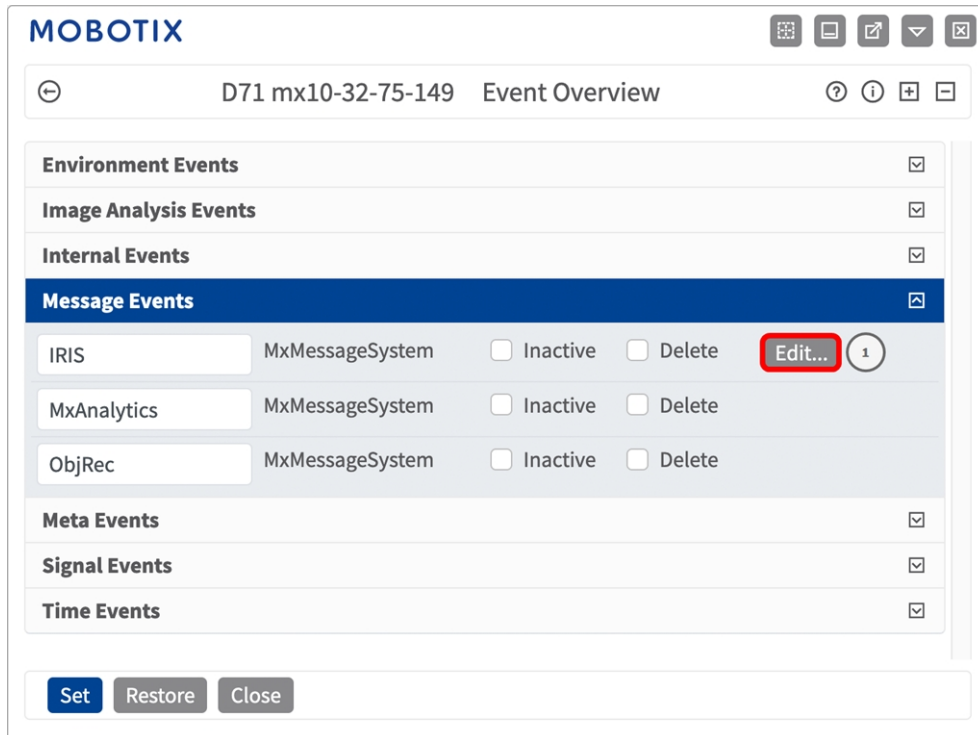 MOBOTIX
D71 mx10-32-75-149 Event Overview
Environment Events
Image Analysis Events
Internal Events
Message Events
IRIS MxMessageSystem Inactive Delete Edit... 1
MxAnalytics MxMessageSystem Inactive Delete
ObjRec MxMessageSystem Inactive Delete
Meta Events
Signal Events
Time Events
Set Restore Close